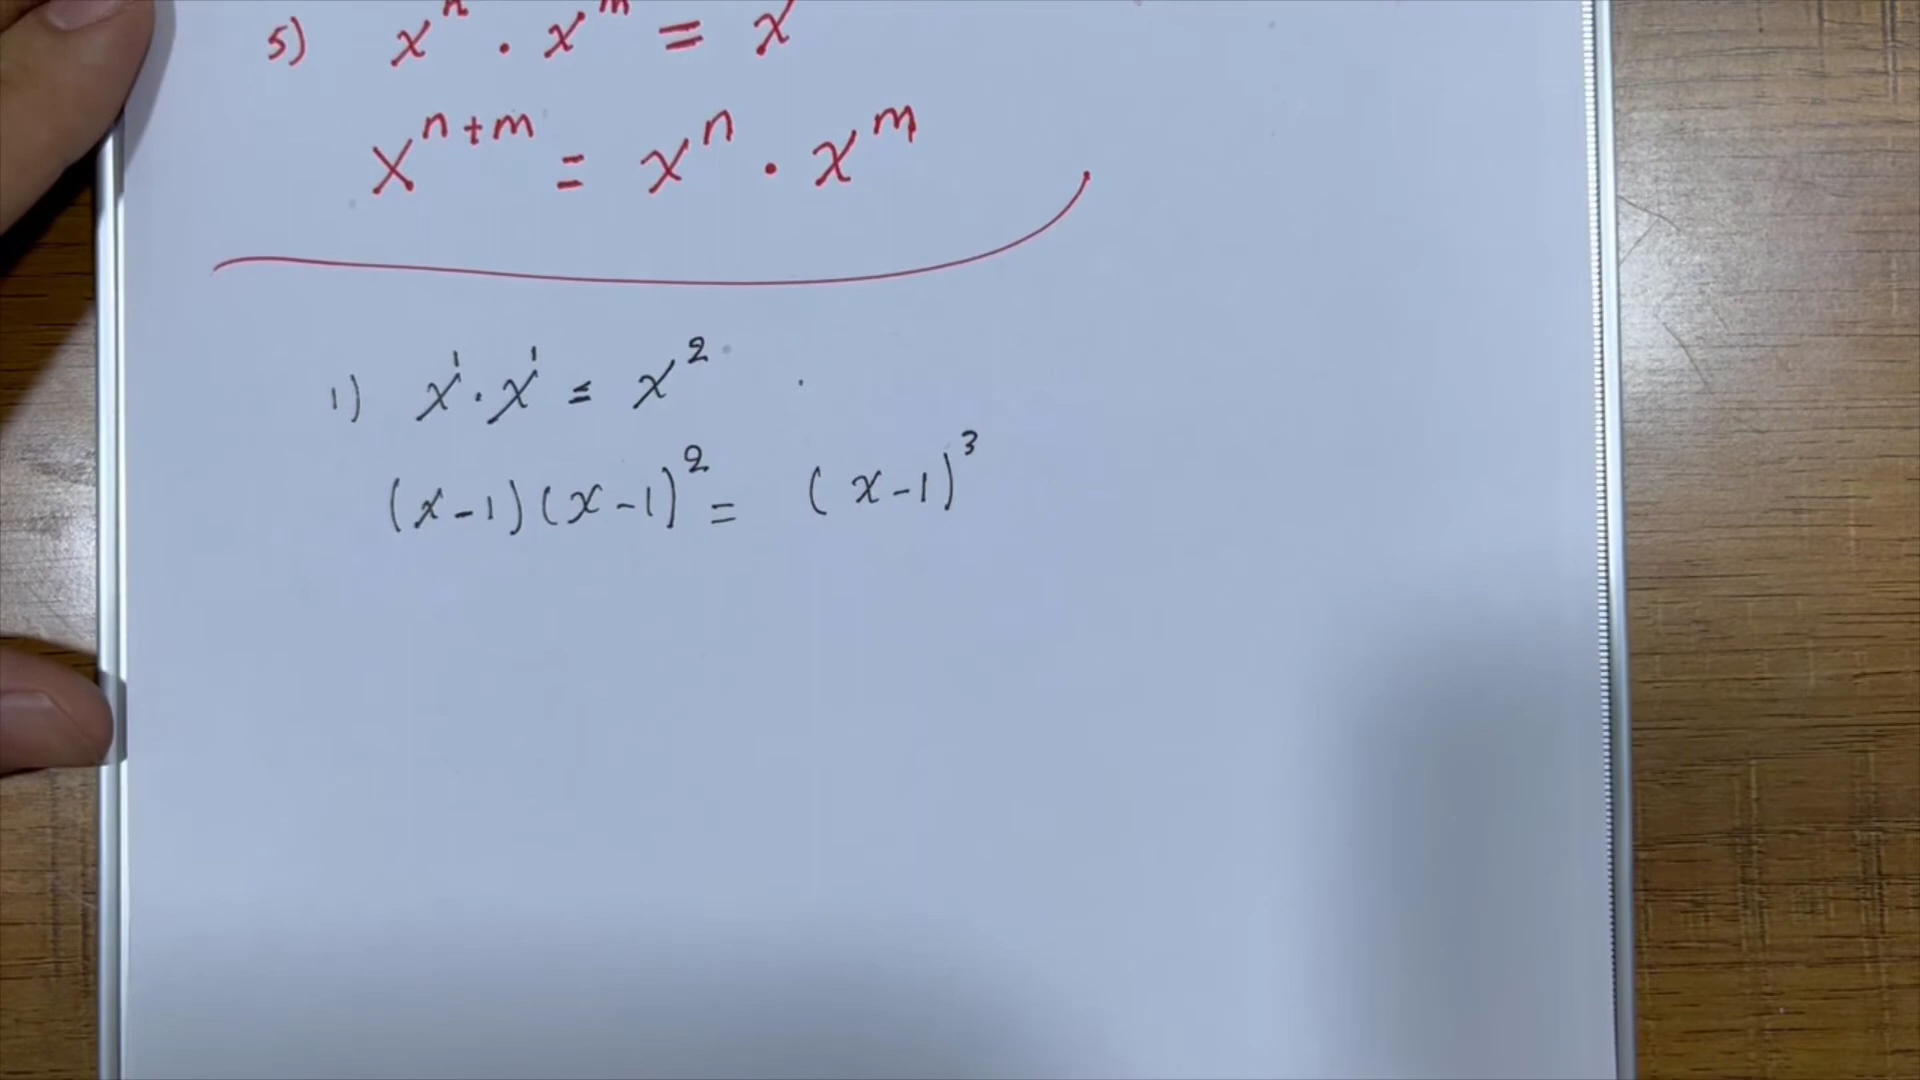 5) xⁿ · xᵐ = x
xⁿ⁺ᵐ = xⁿ · xᵐ
1) x¹ · x¹ = x²
(x-1)(x-1)² = (x-1)³